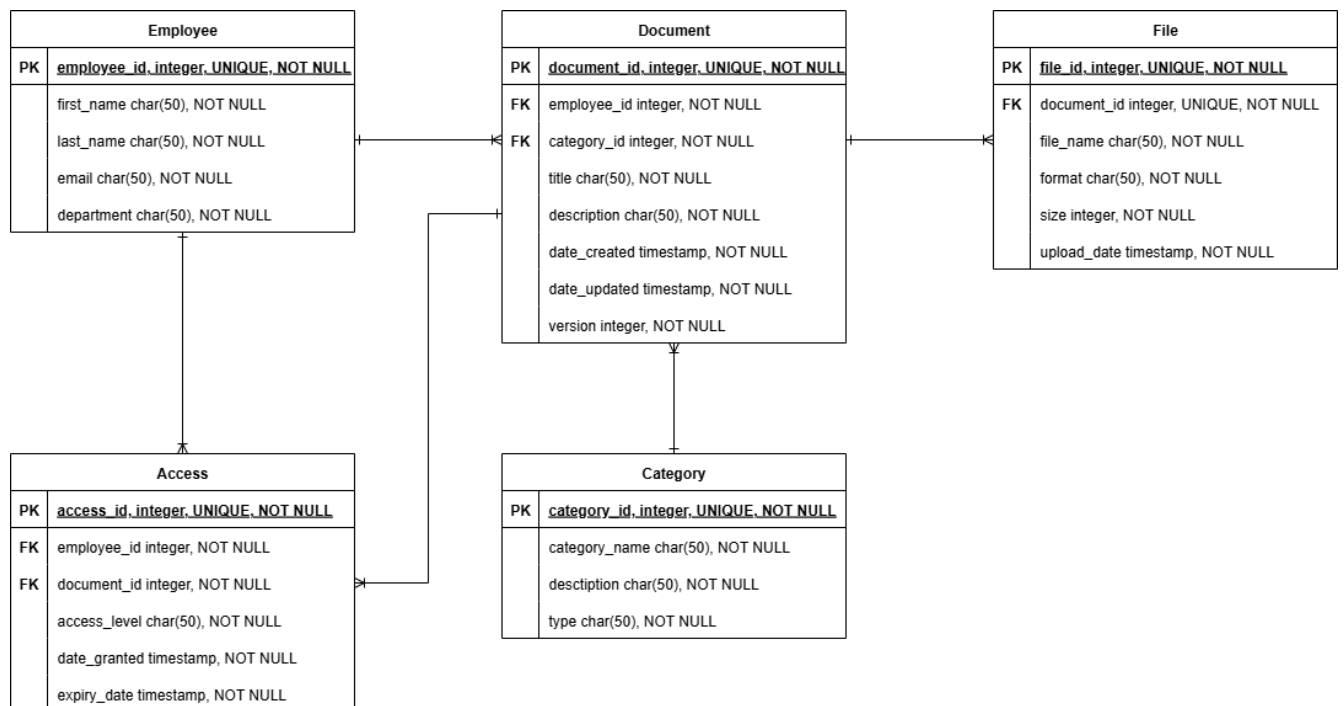 Employee
PK employee_id, integer, UNIQUE, NOT NULL
first_name char(50), NOT NULL
last_name char(50), NOT NULL
email char(50), NOT NULL
department char(50), NOT NULL
Document
PK document_id, integer, UNIQUE, NOT NULL
FK employee_id integer, NOT NULL
FK category_id integer, NOT NULL
title char(50), NOT NULL
description char(50), NOT NULL
date_created timestamp, NOT NULL
date_updated timestamp, NOT NULL
version integer, NOT NULL
File
PK file_id, integer, UNIQUE, NOT NULL
FK document_id integer, UNIQUE, NOT NULL
file_name char(50), NOT NULL
format char(50), NOT NULL
size integer, NOT NULL
upload_date timestamp, NOT NULL
Access
PK access_id, integer, UNIQUE, NOT NULL
FK employee_id integer, NOT NULL
FK document_id integer, NOT NULL
access_level char(50), NOT NULL
date_granted timestamp, NOT NULL
expiry_date timestamp, NOT NULL
Category
PK category_id, integer, UNIQUE, NOT NULL
category_name char(50), NOT NULL
desctiption char(50), NOT NULL
type char(50), NOT NULL